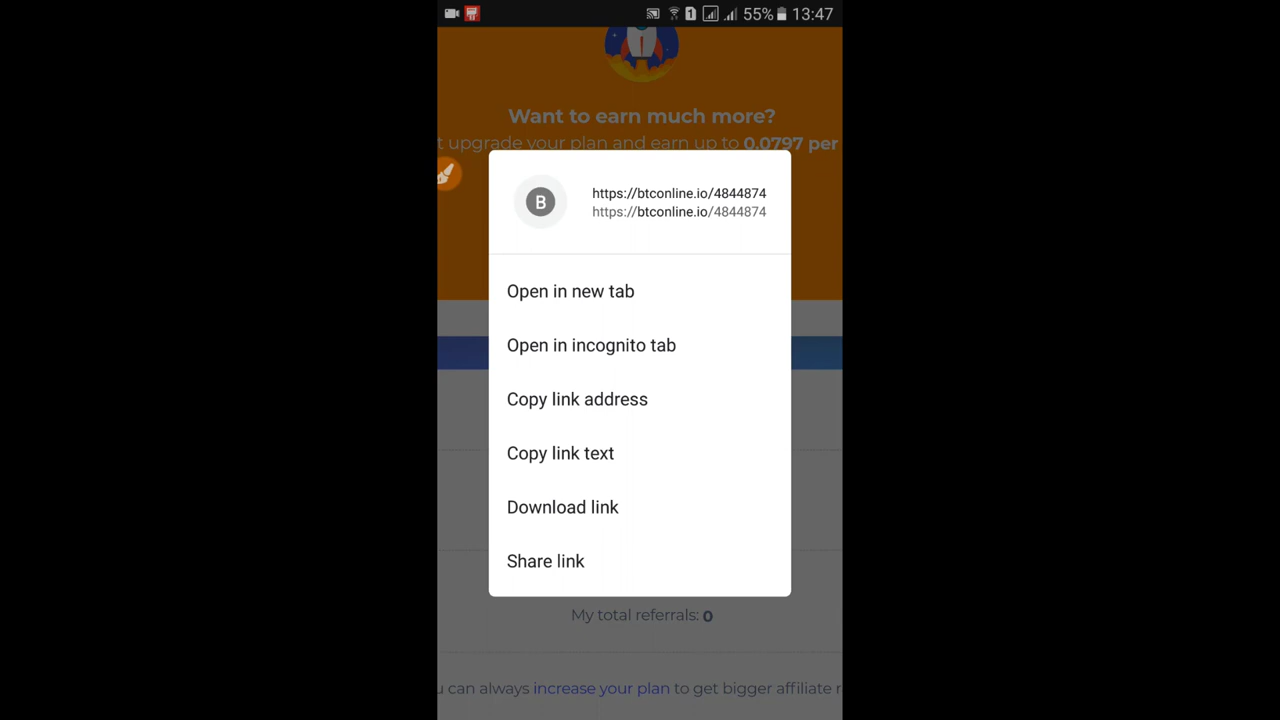 1 55% 13:47
Want to earn much more?
t upgrade your plan and earn up to 0.0797 per
B
https://btconline.io/4844874
https://btconline.io/4844874
Open in new tab
Open in incognito tab
Copy link address
Copy link text
Download link
Share link
My total referrals: 0
u can always increase your plan to get bigger affiliate r